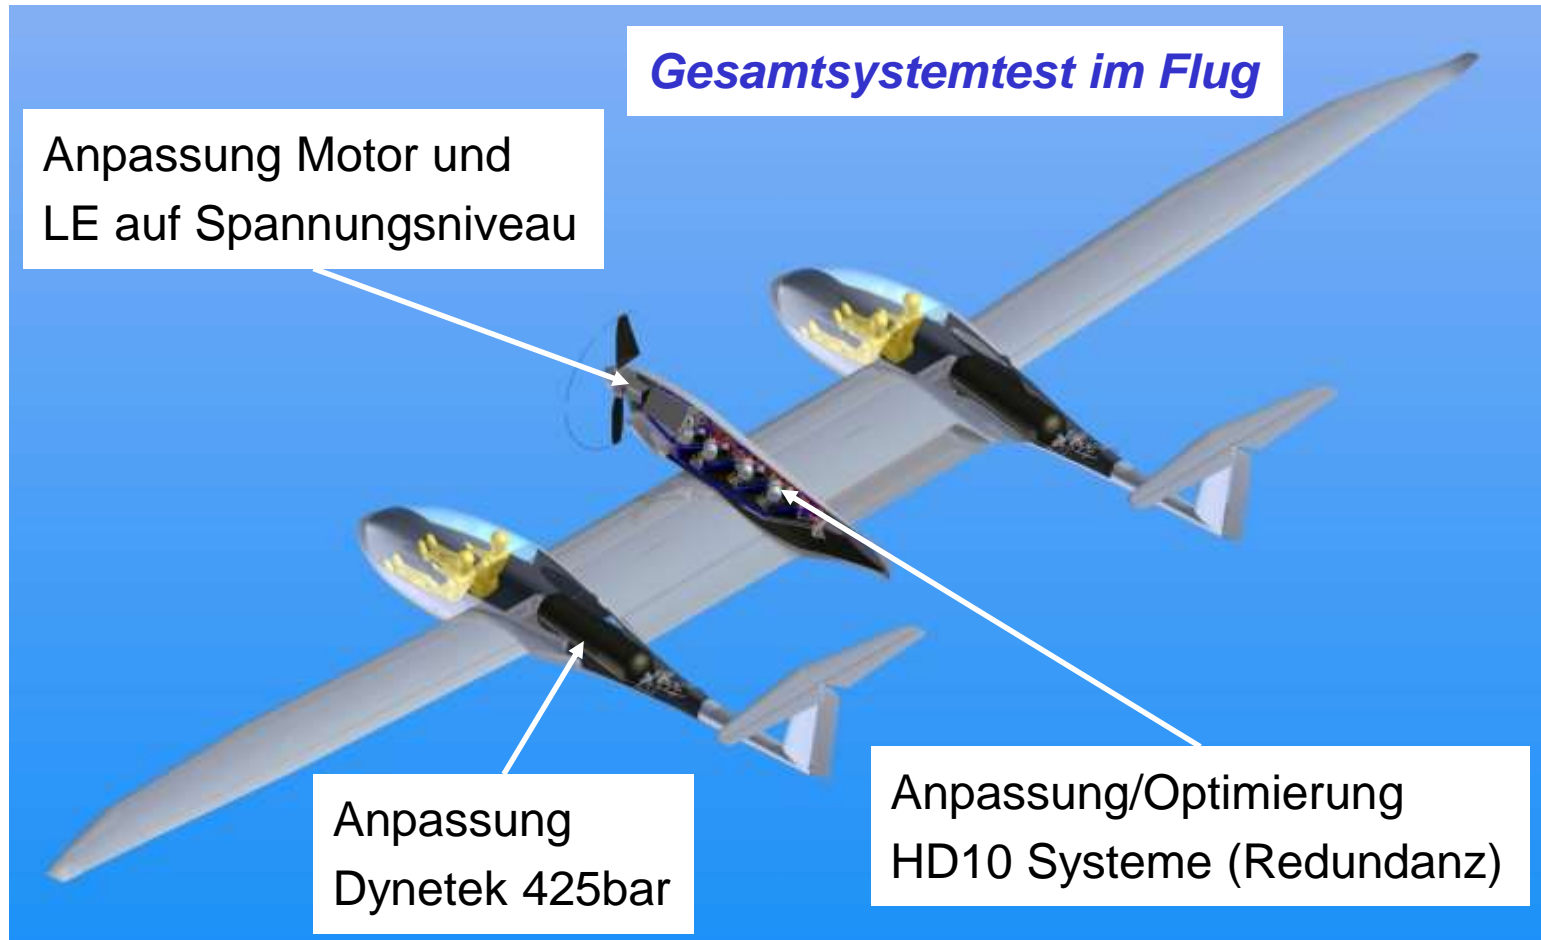 Gesamtsystemtest im Flug
Anpassung Motor und
LE auf Spannungsniveau
Anpassung
Dynetek 425bar
Anpassung/Optimierung
HD10 Systeme (Redundanz)